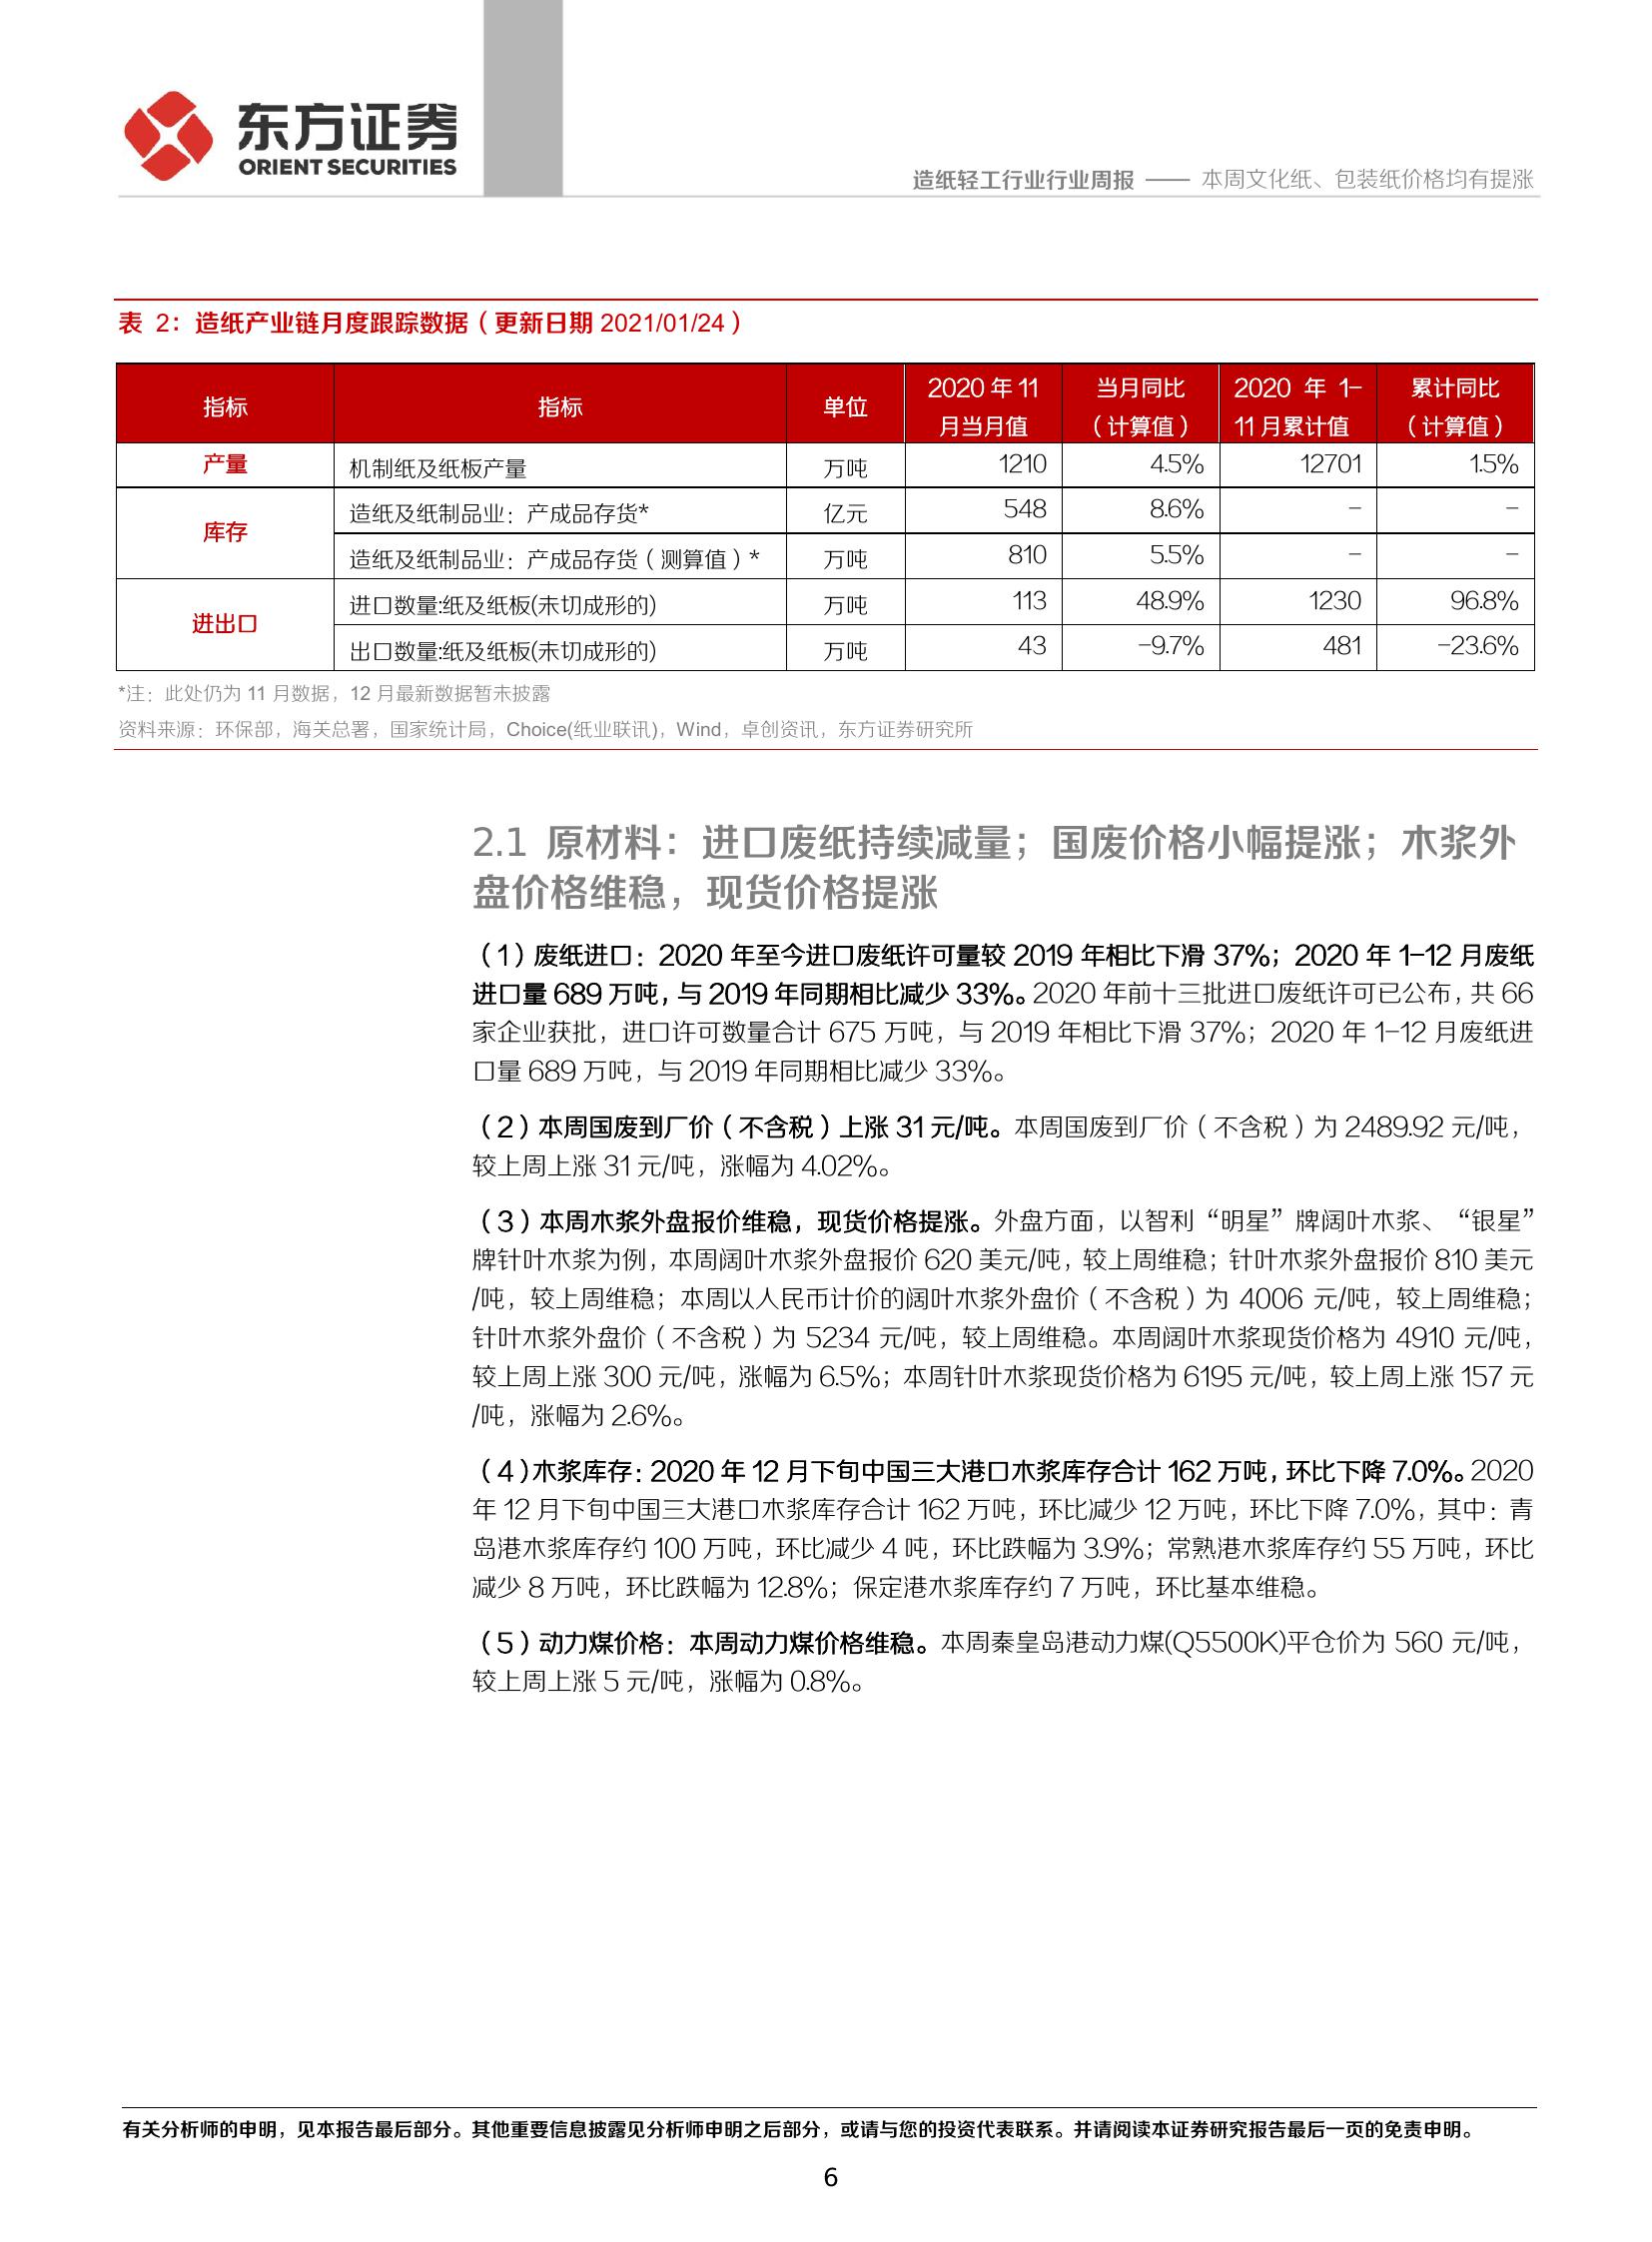 东方证券
ORIENT SECURITIES
造纸轻工行业行业周报 —— 本周文化纸、包装纸价格均有提涨
表 2：造纸产业链月度跟踪数据（更新日期 2021/01/24）
指标 指标 单位 2020 年 11 月当月值 当月同比（计算值） 2020 年 1-11 月累计值 累计同比（计算值）
产量 机制纸及纸板产量 万吨 1210 4.5% 12701 1.5%
库存 造纸及纸制品业：产成品存货* 亿元 548 8.6% - -
造纸及纸制品业：产成品存货（测算值）* 万吨 810 5.5% - -
进出口 进口数量:纸及纸板(未切成形的) 万吨 113 48.9% 1230 96.8%
出口数量:纸及纸板(未切成形的) 万吨 43 -9.7% 481 -23.6%
*注：此处仍为 11 月数据，12 月最新数据暂未披露
资料来源：环保部，海关总署，国家统计局，Choice(纸业联讯)，Wind，卓创资讯，东方证券研究所
2.1 原材料：进口废纸持续减量；国废价格小幅提涨；木浆外
盘价格维稳，现货价格提涨
（1）废纸进口：2020 年至今进口废纸许可量较 2019 年相比下滑 37%；2020 年 1-12 月废纸
进口量 689 万吨，与 2019 年同期相比减少 33%。2020 年前十三批进口废纸许可已公布，共 66
家企业获批，进口许可数量合计 675 万吨，与 2019 年相比下滑 37%；2020 年 1-12 月废纸进
口量 689 万吨，与 2019 年同期相比减少 33%。
（2）本周国废到厂价（不含税）上涨 31 元/吨。本周国废到厂价（不含税）为 2489.92 元/吨，
较上周上涨 31 元/吨，涨幅为 4.02%。
（3）本周木浆外盘报价维稳，现货价格提涨。外盘方面，以智利“明星”牌阔叶木浆、“银星”
牌针叶木浆为例，本周阔叶木浆外盘报价 620 美元/吨，较上周维稳；针叶木浆外盘报价 810 美元
/吨，较上周维稳；本周以人民币计价的阔叶木浆外盘价（不含税）为 4006 元/吨，较上周维稳；
针叶木浆外盘价（不含税）为 5234 元/吨，较上周维稳。本周阔叶木浆现货价格为 4910 元/吨，
较上周上涨 300 元/吨，涨幅为 6.5%；本周针叶木浆现货价格为 6195 元/吨，较上周上涨 157 元
/吨，涨幅为 2.6%。
（4）木浆库存：2020 年 12 月下旬中国三大港口木浆库存合计 162 万吨，环比下降 7.0%。2020
年 12 月下旬中国三大港口木浆库存合计 162 万吨，环比减少 12 万吨，环比下降 7.0%，其中：青
岛港木浆库存约 100 万吨，环比减少 4 吨，环比跌幅为 3.9%；常熟港木浆库存约 55 万吨，环比
减少 8 万吨，环比跌幅为 12.8%；保定港木浆库存约 7 万吨，环比基本维稳。
（5）动力煤价格：本周动力煤价格维稳。本周秦皇岛港动力煤(Q5500K)平仓价为 560 元/吨，
较上周上涨 5 元/吨，涨幅为 0.8%。
有关分析师的申明，见本报告最后部分。其他重要信息披露见分析师申明之后部分，或请与您的投资代表联系。并请阅读本证券研究报告最后一页的免责申明。
6